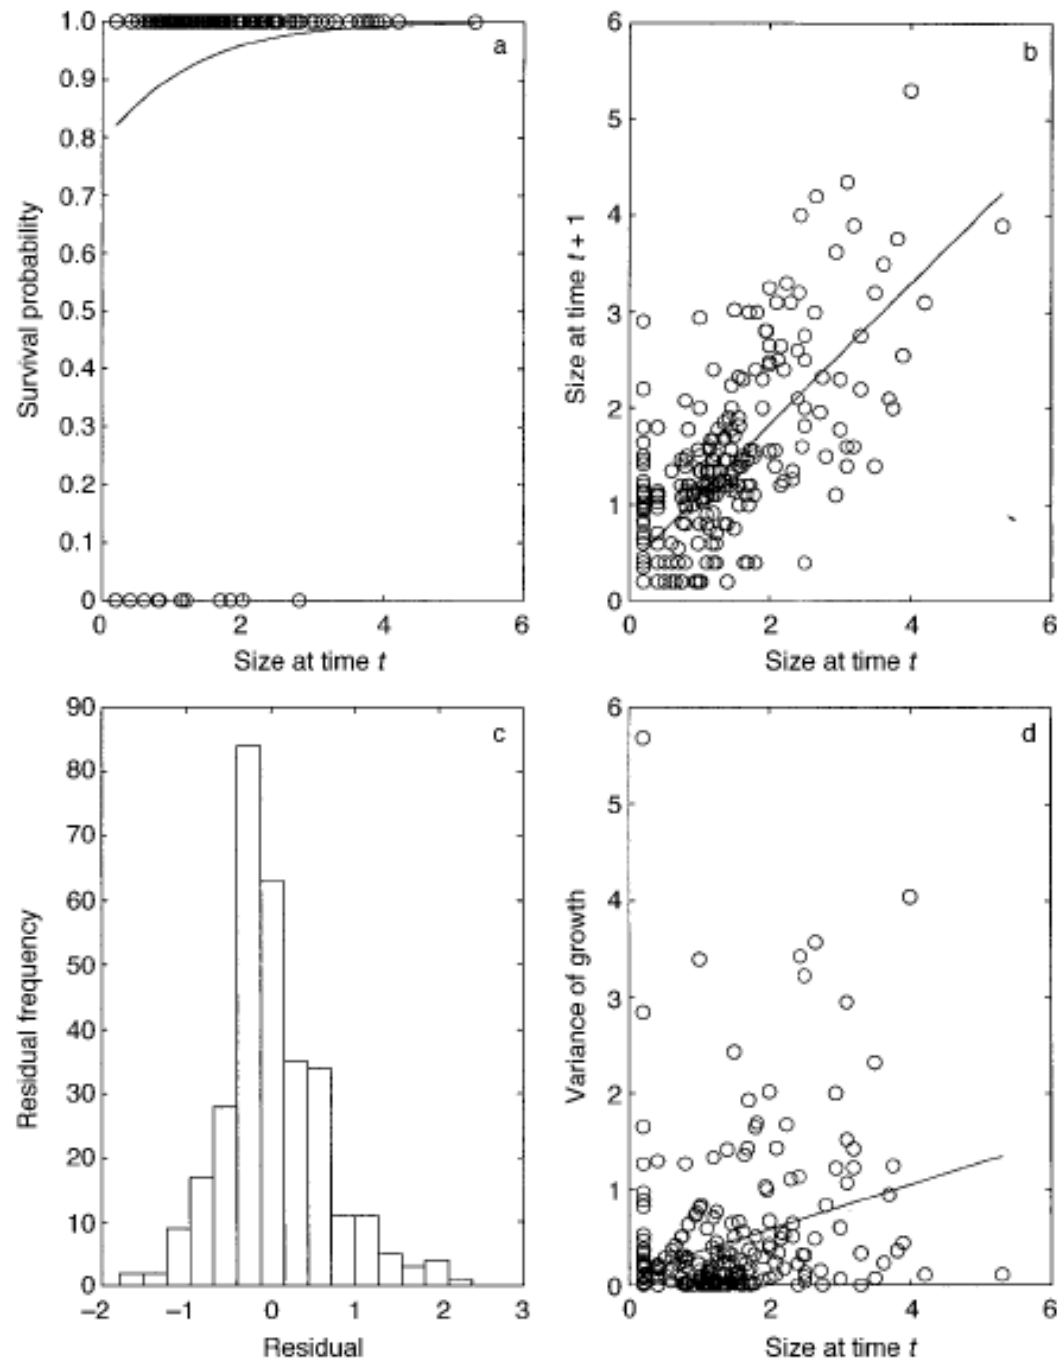 a
1.0
0.9
0.8
0.7
0.6
0.5
0.4
0.3
0.2
0.1
0
Survival probability
0 2 4 6
Size at time t
b
6
5
4
3
2
1
0
Size at time t + 1
0 2 4 6
Size at time t
c
90
80
70
60
50
40
30
20
10
0
Residual frequency
–2 –1 0 1 2 3
Residual
d
6
5
4
3
2
1
0
Variance of growth
0 2 4 6
Size at time t